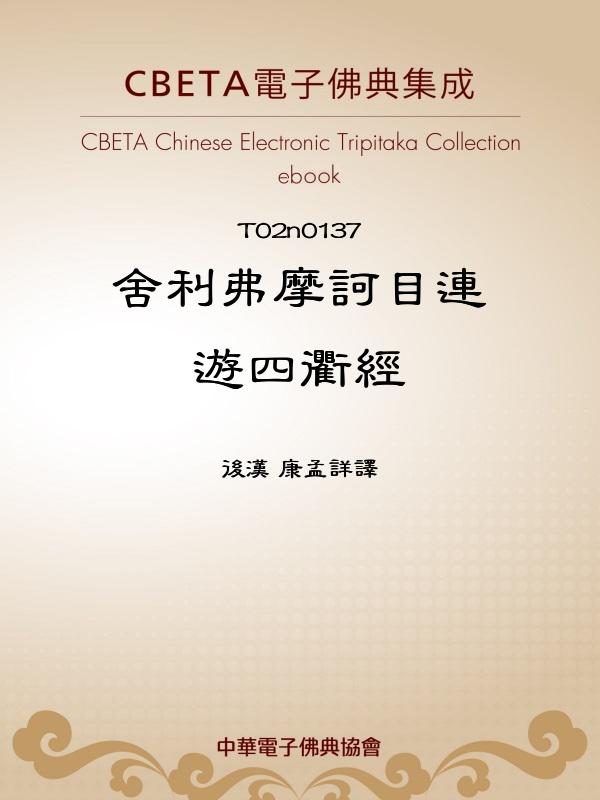 CBETA電子佛典集成
CBETA Chinese Electronic Tripitaka Collection
ebook
T02n0137
舍利弗摩訶目連
遊四衢經
後漢 康孟詳譯
中華電子佛典協會